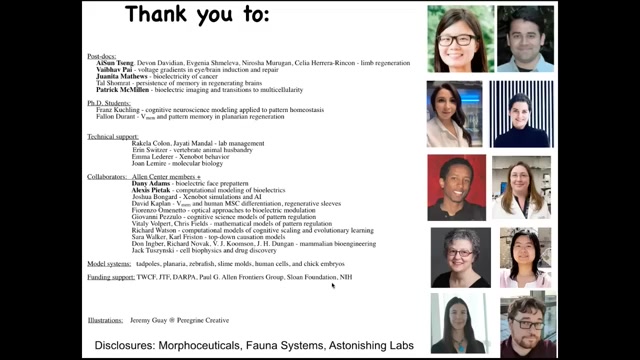 Thank you to:
Post-docs:
AiSun Tseng, Devon Davidian, Evgenia Shmeleva, Nirosha Murugan, Celia Herrera-Rincon - limb regeneration
Vaibhav Pai - voltage gradients in eye/brain induction and repair
Juanita Mathews - bioelectricity of cancer
Tal Shomrat - persistence of memory in regenerating brains
Patrick McMillen - bioelectric imaging and transitions to multicellularity
Ph.D. Students:
Franz Kuchling - cognitive neuroscience modeling applied to pattern homeostasis
Fallon Durant - Vmem and pattern memory in planarian regeneration
Technical support:
Rakela Colon, Jayati Mandal - lab management
Erin Switzer - vertebrate animal husbandry
Emma Lederer - Xenobot behavior
Joan Lemire - molecular biology
Collaborators: Allen Center members +
Dany Adams - bioelectric face prepattern
Alexis Pietak - computational modeling of bioelectrics
Joshua Bongard - Xenobot simulations and AI
David Kaplan - Vmem and human MSC differentiation, regenerative sleeves
Fiorenzo Omenetto - optical approaches to bioelectric modulation
Giovanni Pezzulo - cognitive science models of pattern regulation
Vitaly Volpert, Chris Fields - mathematical models of pattern regulation
Richard Watson - computational models of cognitive scaling and evolutionary learning
Sara Walker, Karl Friston - top-down causation models
Don Ingber, Richard Novak, V. J. Koomson, J. H. Dungan - mammalian bioengineering
Jack Tuszynski - cell biophysics and drug discovery
Model systems: tadpoles, planaria, zebrafish, slime molds, human cells, and chick embryos
Funding support: TWCF, JTF, DARPA, Paul G. Allen Frontiers Group, Sloan Foundation, NIH
Illustrations: Jeremy Guay @ Peregrine Creative
Disclosures: Morphoceuticals, Fauna Systems, Astonishing Labs